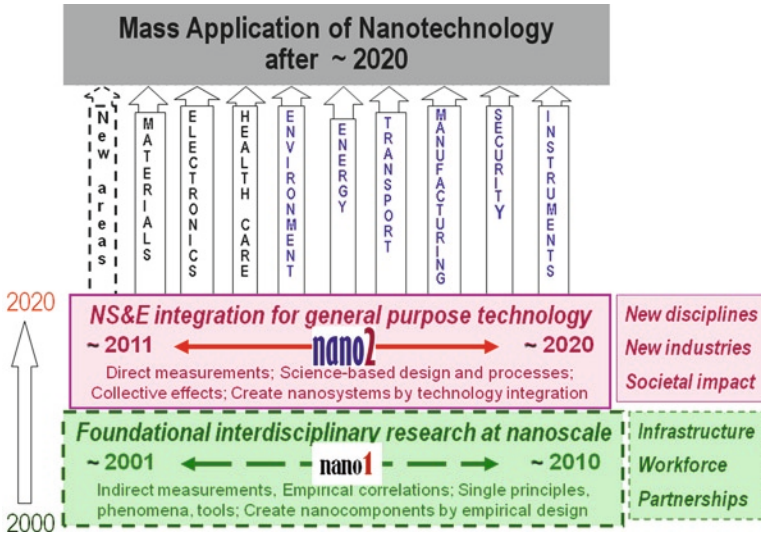 Mass Application of Nanotechnology
after ~ 2020
New areas
MATERIALS
ELECTRONICS
HEALTH CARE
ENVIRONMENT
ENERGY
TRANSPORT
MANUFACTURING
SECURITY
INSTRUMENTS
2020
NS&E integration for general purpose technology
~ 2011 nano2 ~ 2020
Direct measurements; Science-based design and processes;
Collective effects; Create nanosystems by technology integration
New disciplines
New industries
Societal impact
Foundational interdisciplinary research at nanoscale
~ 2001 nano1 ~ 2010
Indirect measurements, Empirical correlations; Single principles,
phenomena, tools; Create nanocomponents by empirical design
Infrastructure
Workforce
Partnerships
2000